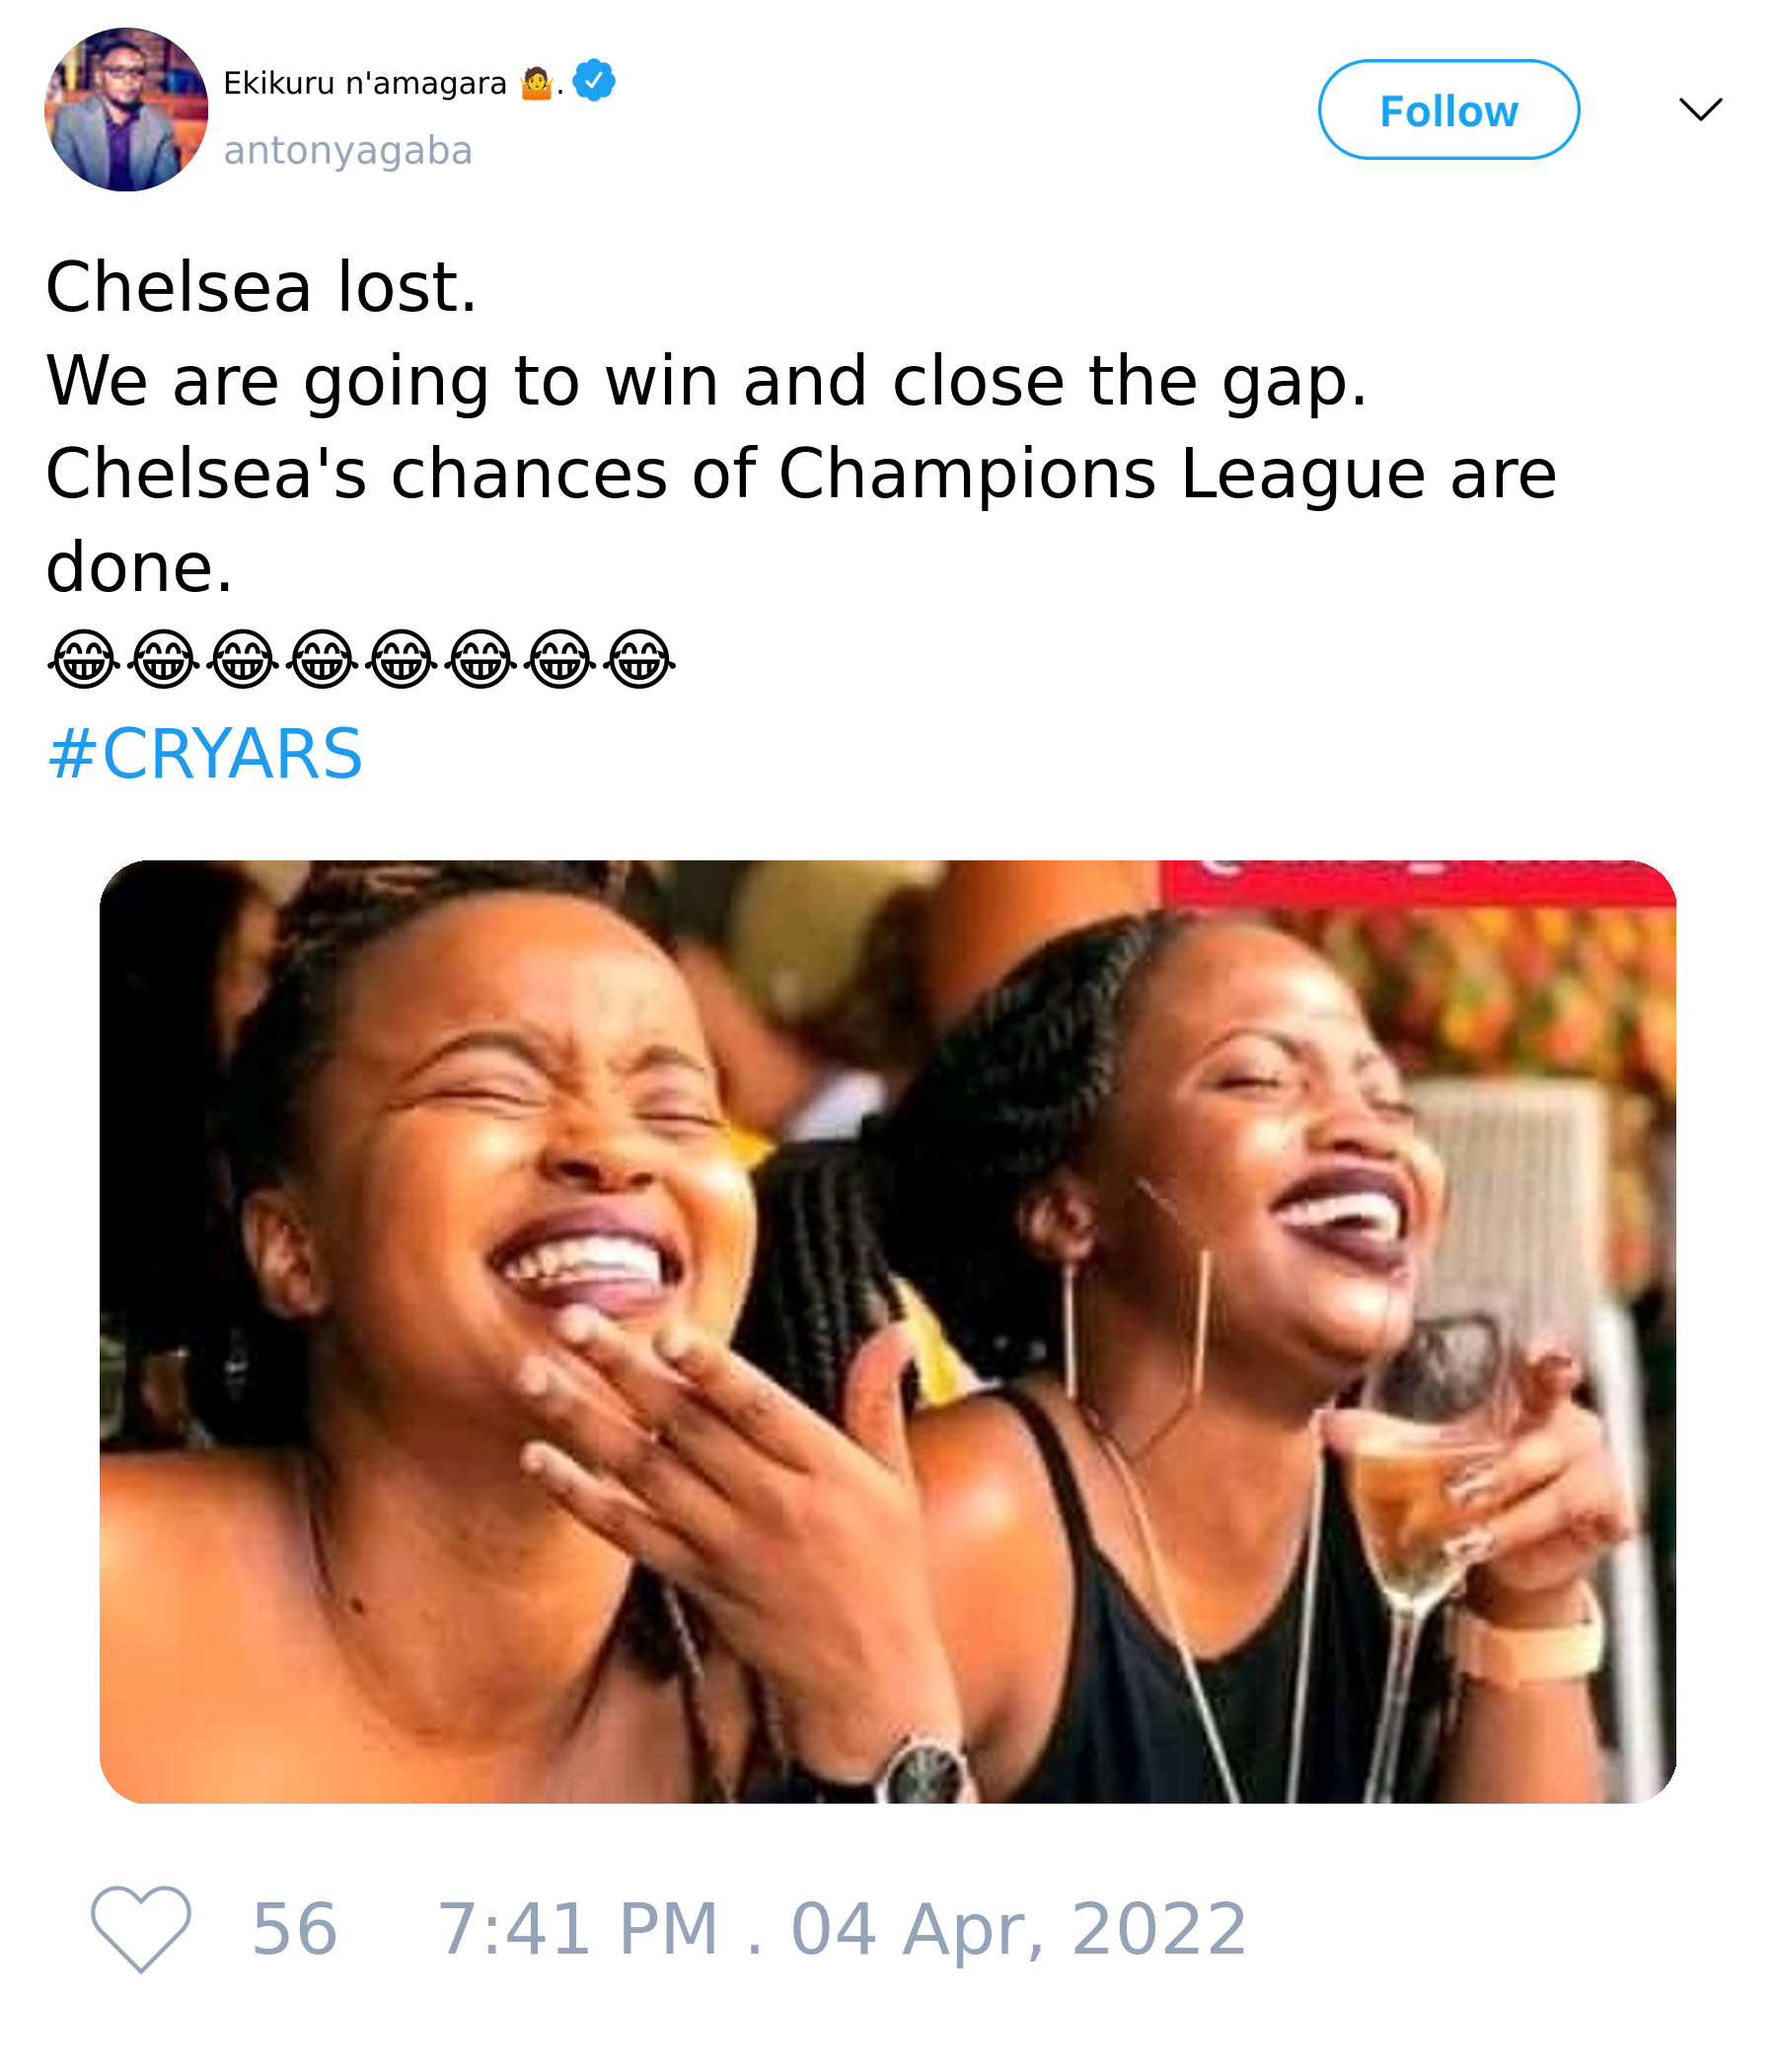 Ekikuru n'amagara 🤷.
antonyagaba
Follow
Chelsea lost.
We are going to win and close the gap.
Chelsea's chances of Champions League are
done.
😂😂😂😂😂😂😂😂
#CRYARS
56 7:41 PM . 04 Apr, 2022